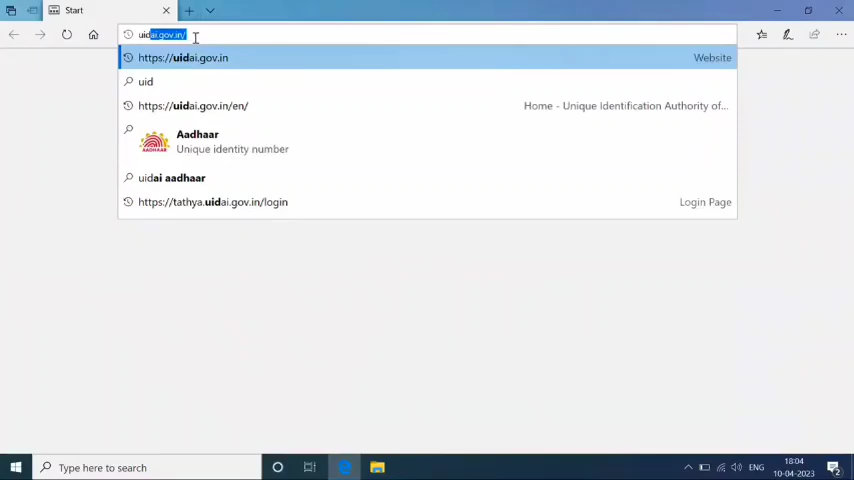 Start
uidai.gov.in/
https://uidai.gov.in Website
uid
https://uidai.gov.in/en/ Home - Unique Identification Authority of...
AADHAAR
Aadhaar
Unique identity number
uidai aadhaar
https://tathya.uidai.gov.in/login Login Page
Type here to search
ENG
18:04
10-04-2023
2